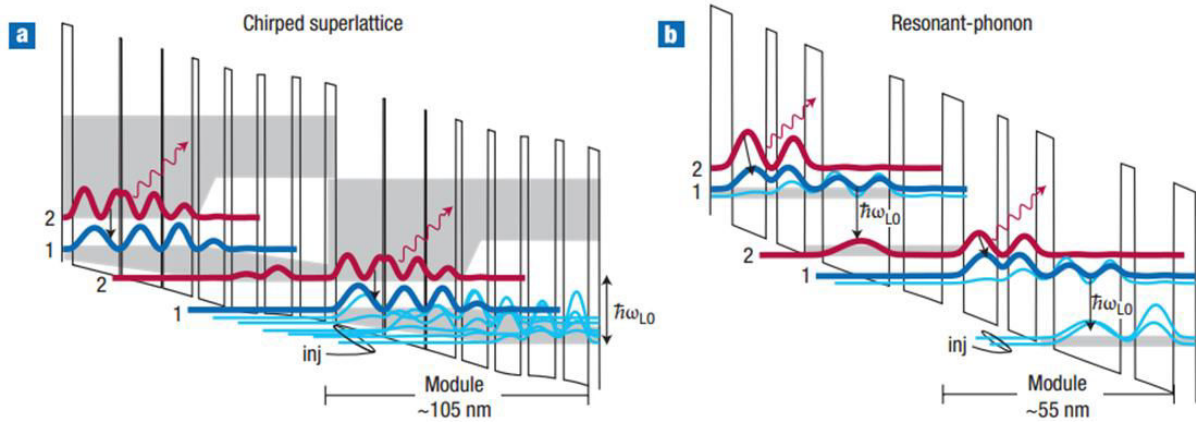 a
Chirped superlattice
2
1
2
1
inj
ħω_LO
Module
~105 nm
b
Resonant-phonon
2
1
ħω_LO
2
1
ħω_LO
inj
Module
~55 nm